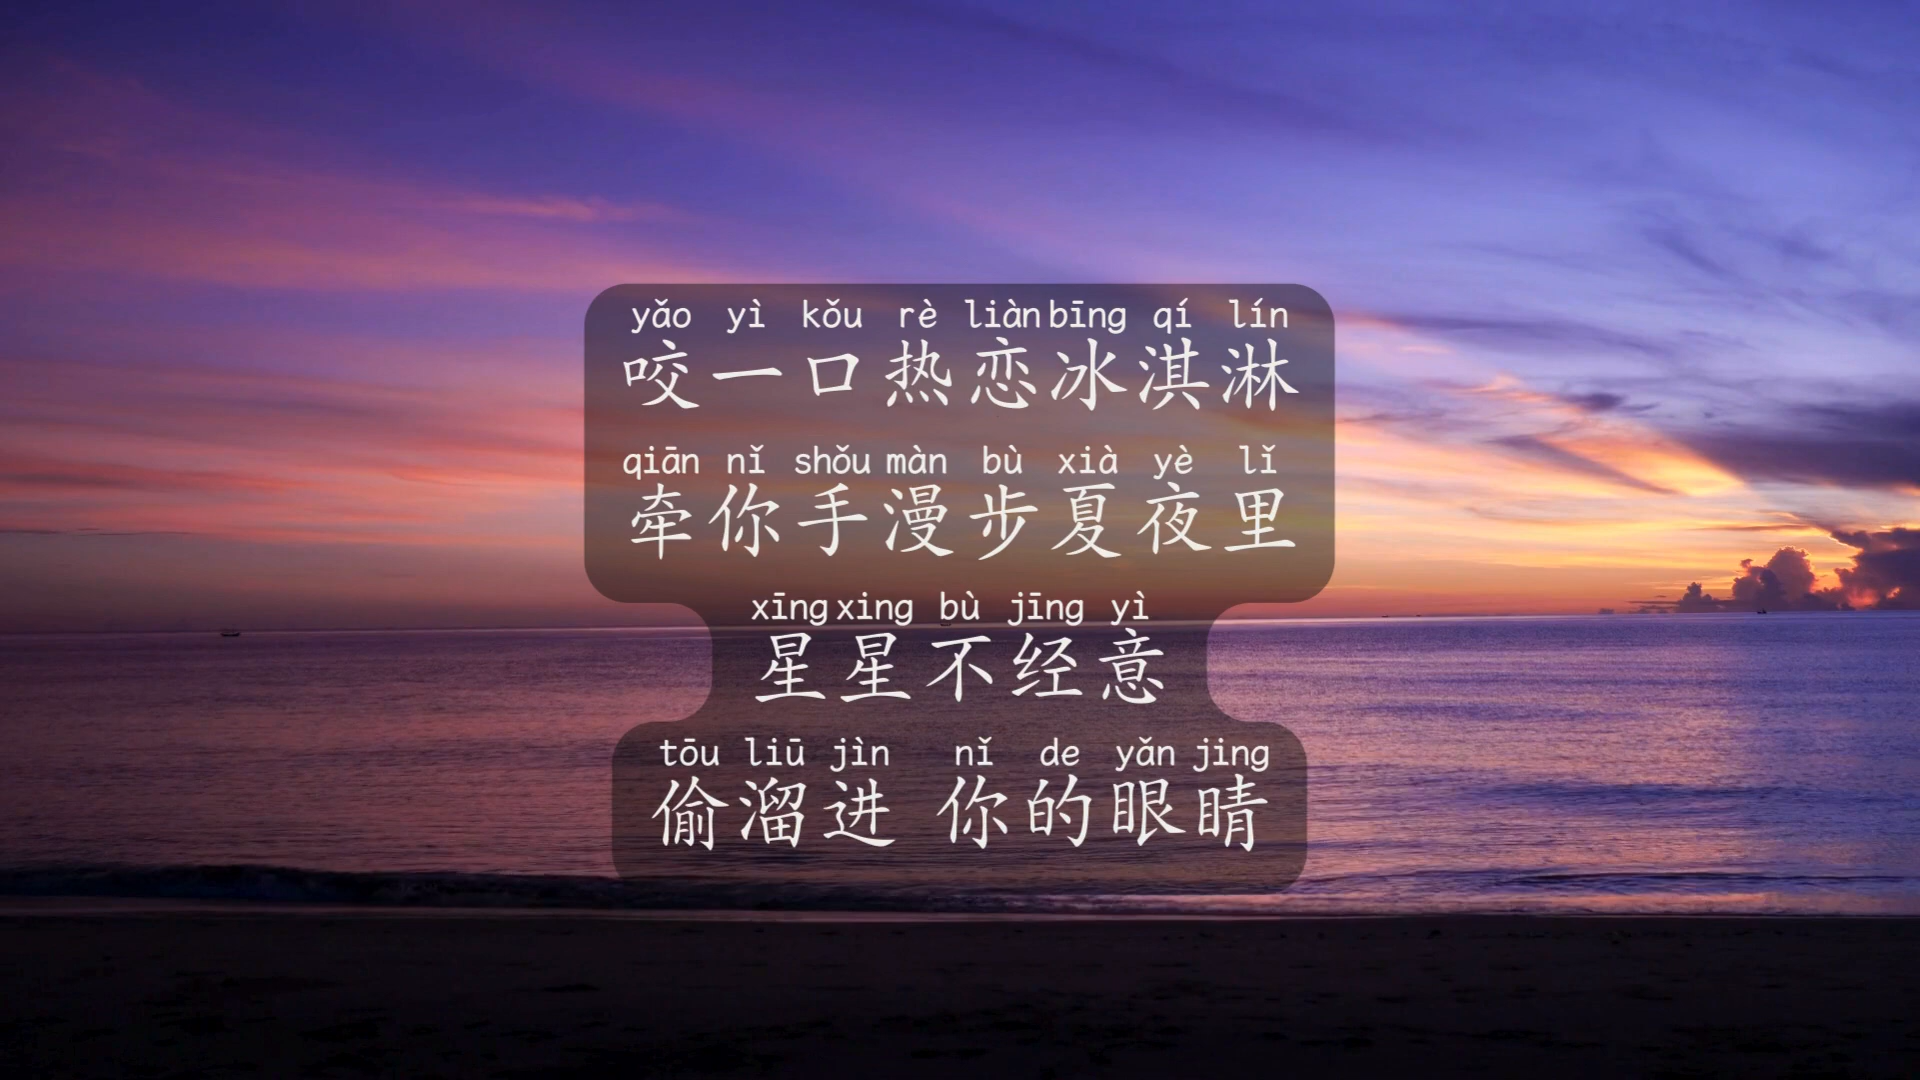 yǎo yì kǒu rè liàn bīng qí lín
咬一口热恋冰淇淋
qiān nǐ shǒu màn bù xià yè lǐ
牵你手漫步夏夜里
xīng xing bù jīng yì
星星不经意
tōu liū jìn nǐ de yǎn jing
偷溜进 你的眼睛